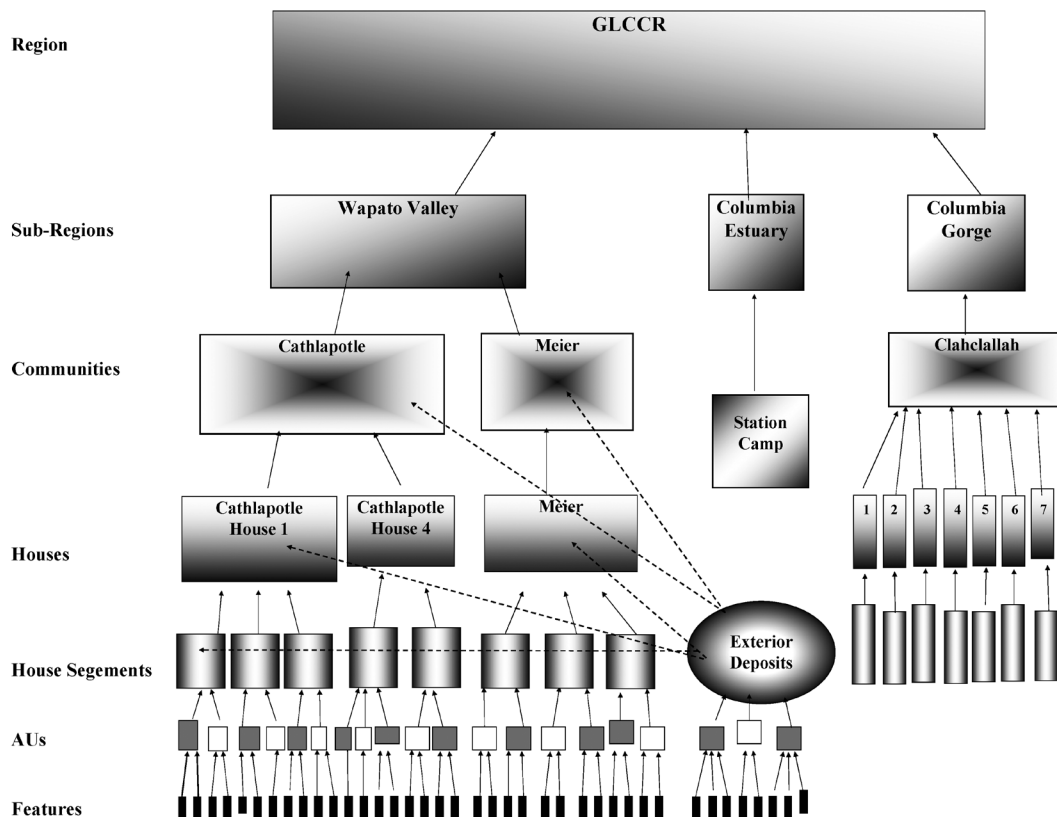 GLCCR
Region
Wapato Valley
Columbia
Estuary
Columbia
Gorge
Sub-Regions
Cathlapotle
Meier
Clahclallah
Communities
Station
Camp
Cathlapotle
House 1
Cathlapotle
House 4
Meier
1 2 3 4 5 6 7
Houses
Exterior
Deposits
House Segements
AUs
Features